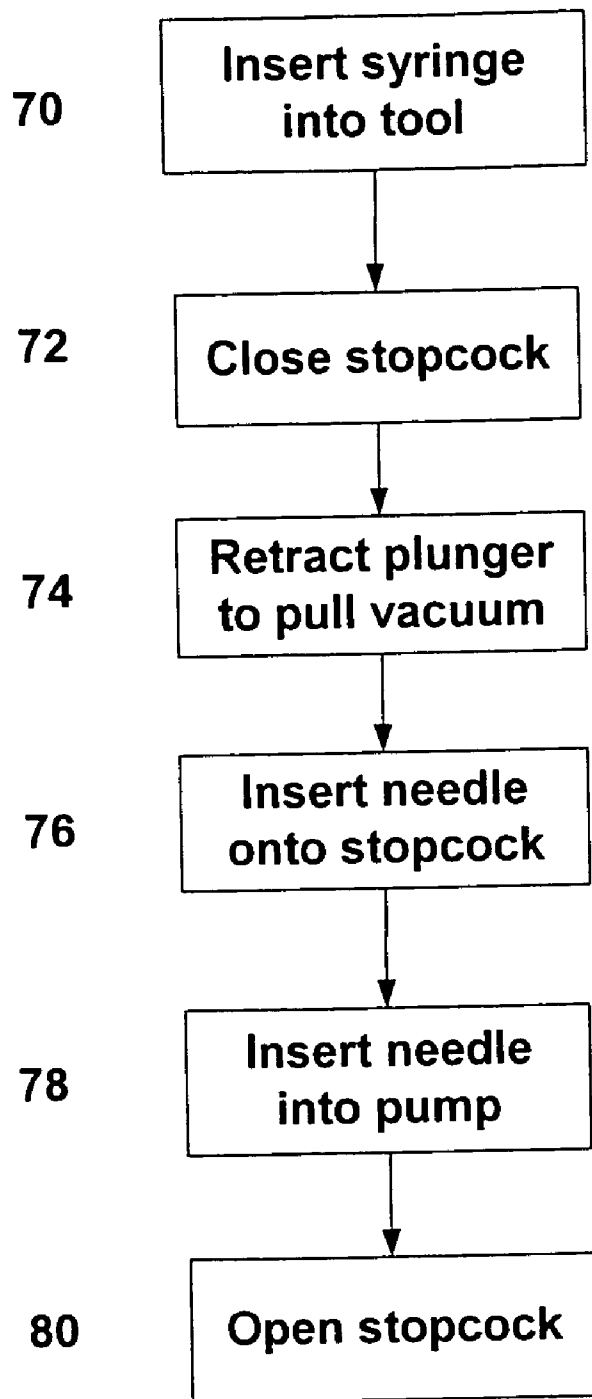 70
Insert syringe
into tool
72
Close stopcock
74
Retract plunger
to pull vacuum
76
Insert needle
onto stopcock
78
Insert needle
into pump
80
Open stopcock